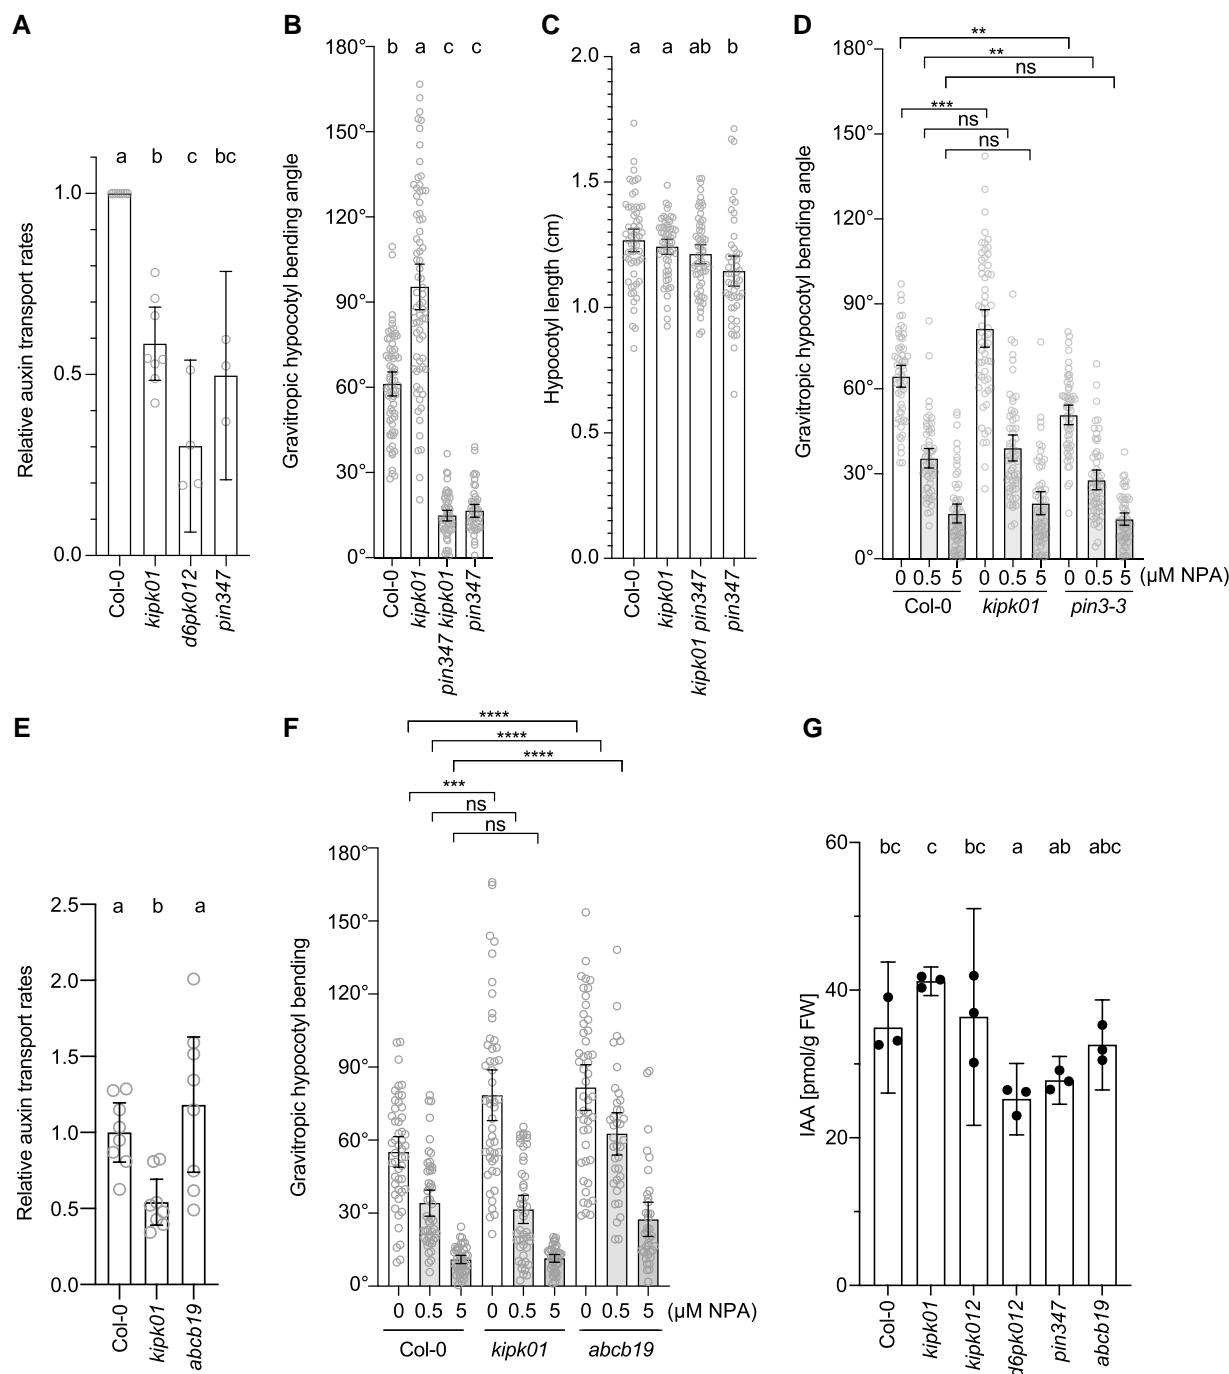 A
Relative auxin transport rates
1.0
0.5
0.0
a b c bc
Col-0
kipk01
d6pk012
pin347
B
Gravitropic hypocotyl bending angle
180°
150°
120°
90°
60°
30°
0°
b a c c
Col-0
kipk01
pin347 kipk01
pin347
C
Hypocotyl length (cm)
2.0
1.5
1.0
0.5
0.0
a a ab b
Col-0
kipk01
kipk01 pin347
pin347
D
Gravitropic hypocotyl bending angle
180°
150°
120°
90°
60°
30°
0°
**
**
ns
***
ns
ns
0 0.5 5 0 0.5 5 0 0.5 5 (µM NPA)
Col-0 kipk01 pin3-3
E
Relative auxin transport rates
2.5
2.0
1.5
1.0
0.5
0.0
a b a
Col-0
kipk01
abcb19
F
Gravitropic hypocotyl bending
****
****
****
***
ns
ns
180°
150°
120°
90°
60°
30°
0°
0 0.5 5 0 0.5 5 0 0.5 5 (µM NPA)
Col-0 kipk01 abcb19
G
IAA [pmol/g FW]
60
40
20
0
bc c bc a ab abc
Col-0
kipk01
kipk012
d6pk012
pin347
abcb19